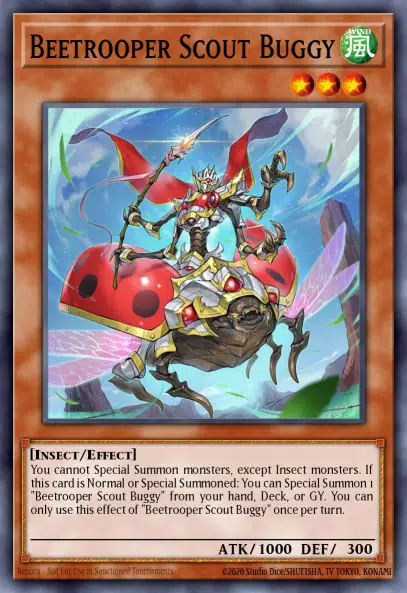 BEETROOPER SCOUT BUGGY
WIND
風
[INSECT/EFFECT]
You cannot Special Summon monsters, except Insect monsters. If
this card is Normal or Special Summoned: You can Special Summon 1
"Beetrooper Scout Buggy" from your hand, Deck, or GY. You can
only use this effect of "Beetrooper Scout Buggy" once per turn.
ATK/1000 DEF/ 300
Replica - Not For Use in Sanctioned Tournaments
©2020 Studio Dice/SHUEISHA, TV TOKYO, KONAMI